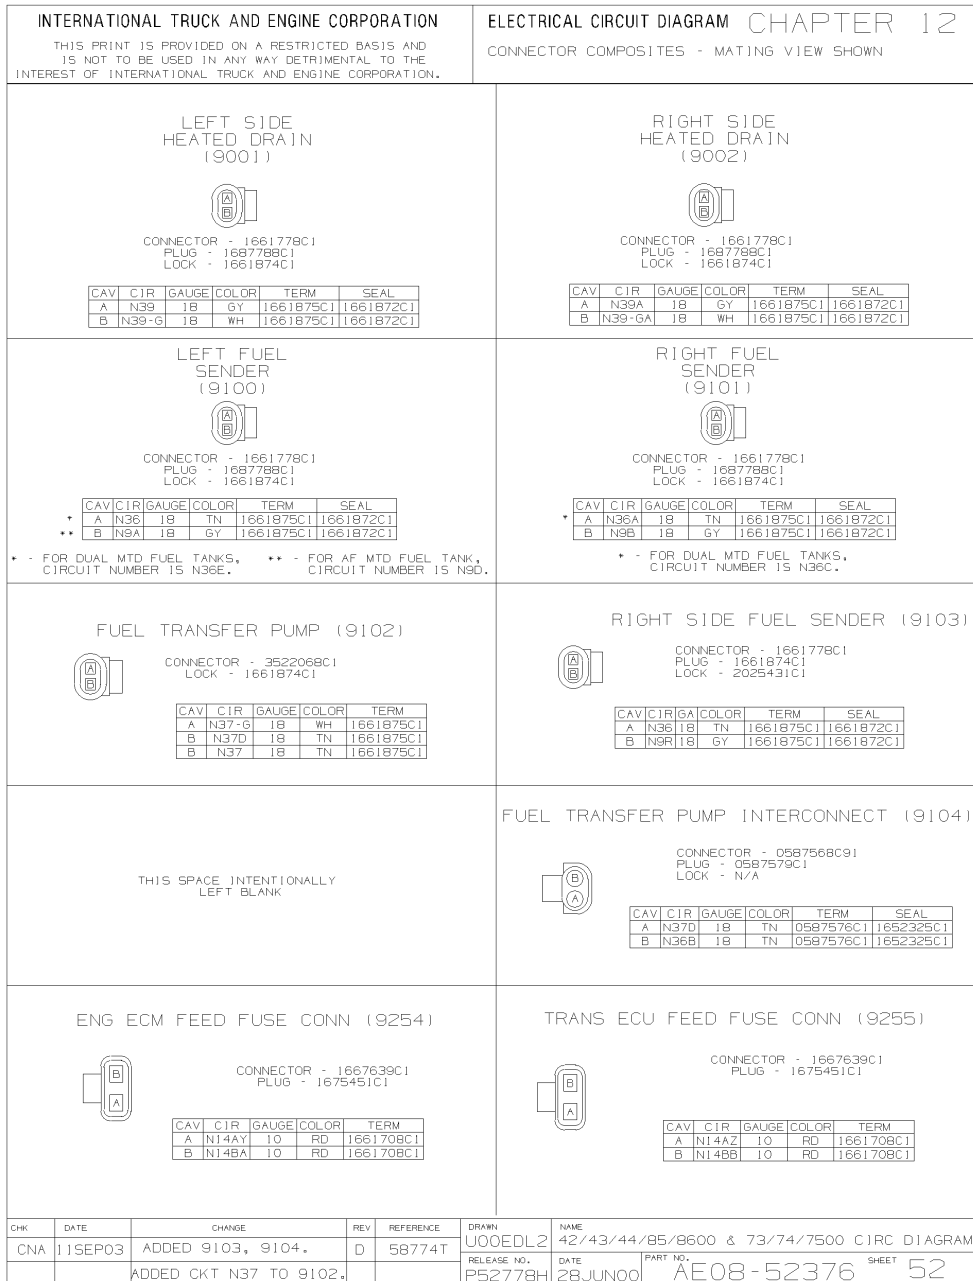 INTERNATIONAL TRUCK AND ENGINE CORPORATION
THIS PRINT IS PROVIDED ON A RESTRICTED BASIS AND
IS NOT TO BE USED IN ANY WAY DETRIMENTAL TO THE
INTEREST OF INTERNATIONAL TRUCK AND ENGINE CORPORATION.
ELECTRICAL CIRCUIT DIAGRAM CHAPTER 12
CONNECTOR COMPOSITES - MATING VIEW SHOWN
LEFT SIDE
HEATED DRAIN
(9001)
A
B
CONNECTOR - 1661778C1
PLUG - 1687788C1
LOCK - 1661874C1
CAV CIR GAUGE COLOR TERM SEAL
A N39 18 GY 1661875C1 1661872C1
B N39-G 18 WH 1661875C1 1661872C1
RIGHT SIDE
HEATED DRAIN
(9002)
A
B
CONNECTOR - 1661778C1
PLUG - 1687788C1
LOCK - 1661874C1
CAV CIR GAUGE COLOR TERM SEAL
A N39A 18 GY 1661875C1 1661872C1
B N39-GA 18 WH 1661875C1 1661872C1
LEFT FUEL
SENDER
(9100)
A
B
CONNECTOR - 1661778C1
PLUG - 1687788C1
LOCK - 1661874C1
CAV CIR GAUGE COLOR TERM SEAL
* A N36 18 TN 1661875C1 1661872C1
** B N9A 18 GY 1661875C1 1661872C1
* - FOR DUAL MTD FUEL TANKS, ** - FOR AF MTD FUEL TANK,
CIRCUIT NUMBER IS N36E. CIRCUIT NUMBER IS N9D.
RIGHT FUEL
SENDER
(9101)
A
B
CONNECTOR - 1661778C1
PLUG - 1687788C1
LOCK - 1661874C1
CAV CIR GAUGE COLOR TERM SEAL
* A N36A 18 TN 1661875C1 1661872C1
B N9B 18 GY 1661875C1 1661872C1
* - FOR DUAL MTD FUEL TANKS,
CIRCUIT NUMBER IS N36C.
FUEL TRANSFER PUMP (9102)
A
B
CONNECTOR - 3522068C1
LOCK - 1661874C1
CAV CIR GAUGE COLOR TERM
A N37-G 18 WH 1661875C1
B N37D 18 TN 1661875C1
B N37 18 TN 1661875C1
RIGHT SIDE FUEL SENDER (9103)
A
B
CONNECTOR - 1661778C1
PLUG - 1661874C1
LOCK - 2025431C1
CAV CIR GA COLOR TERM SEAL
A N36 18 TN 1661875C1 1661872C1
B N9R 18 GY 1661875C1 1661872C1
THIS SPACE INTENTIONALLY
LEFT BLANK
FUEL TRANSFER PUMP INTERCONNECT (9104)
B
A
CONNECTOR - 0587568C91
PLUG - 0587579C1
LOCK - N/A
CAV CIR GAUGE COLOR TERM SEAL
A N37D 18 TN 0587576C1 1652325C1
B N36B 18 TN 0587576C1 1652325C1
ENG ECM FEED FUSE CONN (9254)
B
A
CONNECTOR - 1667639C1
PLUG - 1675451C1
CAV CIR GAUGE COLOR TERM
A N14AY 10 RD 1661708C1
B N14BA 10 RD 1661708C1
TRANS ECU FEED FUSE CONN (9255)
B
A
CONNECTOR - 1667639C1
PLUG - 1675451C1
CAV CIR GAUGE COLOR TERM
A N14AZ 10 RD 1661708C1
B N14BB 10 RD 1661708C1
CHK DATE CHANGE REV REFERENCE
CNA 11SEP03 ADDED 9103, 9104. D 58774T
ADDED CKT N37 TO 9102.
DRAWN
U00EDL2
NAME
42/43/44/85/8600 & 73/74/7500 CIRC DIAGRAM
RELEASE NO.
P52778H
DATE
28JUN00
PART NO.
AE08-52376
SHEET 52